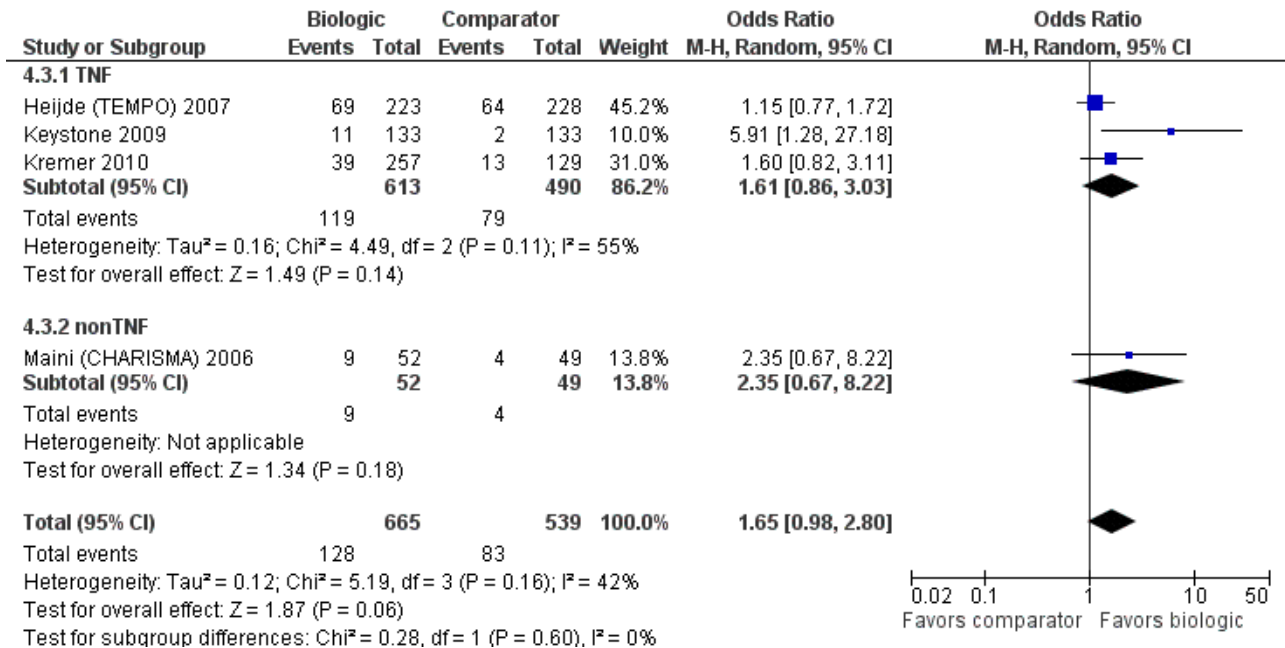 Biologic Comparator Odds Ratio Odds Ratio
Study or Subgroup Events Total Events Total Weight M-H, Random, 95% CI M-H, Random, 95% CI
4.3.1 TNF
Heijde (TEMPO) 2007 69 223 64 228 45.2% 1.15 [0.77, 1.72]
Keystone 2009 11 133 2 133 10.0% 5.91 [1.28, 27.18]
Kremer 2010 39 257 13 129 31.0% 1.60 [0.82, 3.11]
Subtotal (95% CI) 613 490 86.2% 1.61 [0.86, 3.03]
Total events 119 79
Heterogeneity: Tau² = 0.16; Chi² = 4.49, df = 2 (P = 0.11); I² = 55%
Test for overall effect: Z = 1.49 (P = 0.14)
4.3.2 nonTNF
Maini (CHARISMA) 2006 9 52 4 49 13.8% 2.35 [0.67, 8.22]
Subtotal (95% CI) 52 49 13.8% 2.35 [0.67, 8.22]
Total events 9 4
Heterogeneity: Not applicable
Test for overall effect: Z = 1.34 (P = 0.18)
Total (95% CI) 665 539 100.0% 1.65 [0.98, 2.80]
Total events 128 83
Heterogeneity: Tau² = 0.12; Chi² = 5.19, df = 3 (P = 0.16); I² = 42%
Test for overall effect: Z = 1.87 (P = 0.06)
Test for subgroup differences: Chi² = 0.28, df = 1 (P = 0.60), I² = 0%
0.02 0.1 1 10 50
Favors comparator Favors biologic